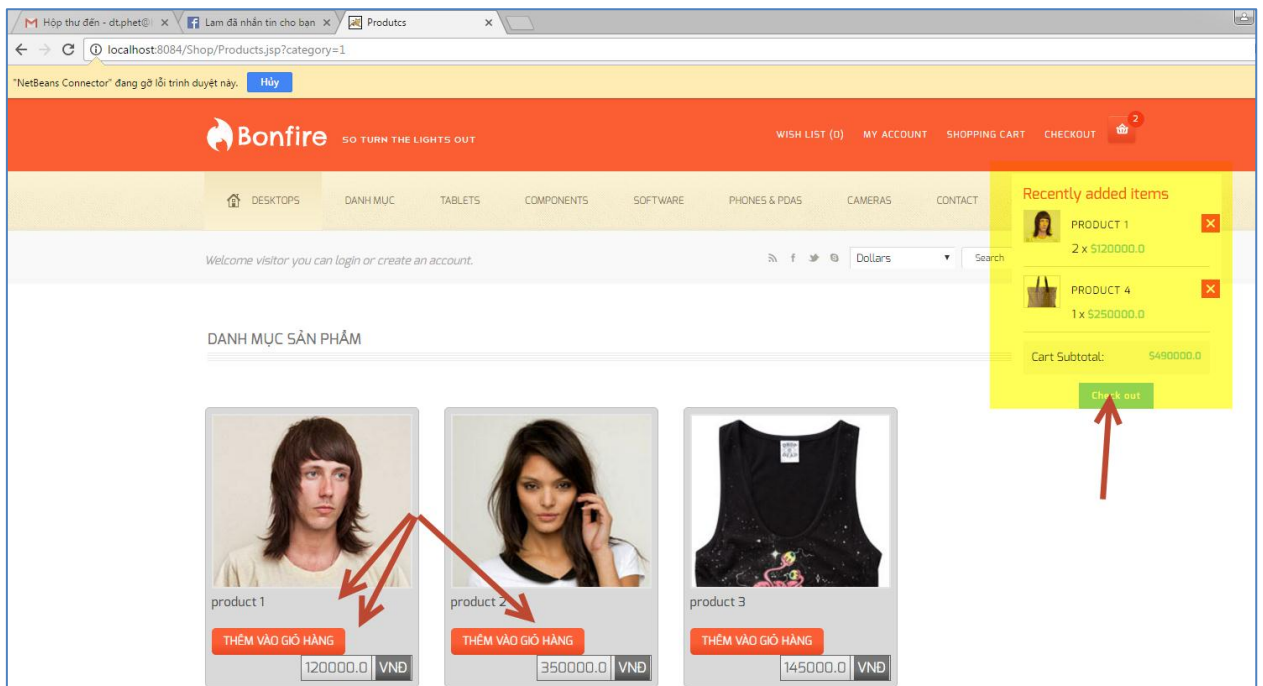 Hộp thư đến - dt.phet@
Lam đã nhắn tin cho bạn
Produtcs
localhost:8084/Shop/Products.jsp?category=1
"NetBeans Connector" đang gỡ lỗi trình duyệt này. Hủy
Bonfire SO TURN THE LIGHTS OUT
WISH LIST (0) MY ACCOUNT SHOPPING CART CHECKOUT 2
DESKTOPS DANH MỤC TABLETS COMPONENTS SOFTWARE PHONES & PDAS CAMERAS CONTACT
Welcome visitor you can login or create an account.
Dollars Search
Recently added items
PRODUCT 1
2 x $120000.0
PRODUCT 4
1 x $250000.0
Cart Subtotal: $490000.0
Check out
DANH MỤC SẢN PHẨM
product 1 product 2 product 3
THÊM VÀO GIỎ HÀNG THÊM VÀO GIỎ HÀNG THÊM VÀO GIỎ HÀNG
120000.0 VNĐ 350000.0 VNĐ 145000.0 VNĐ